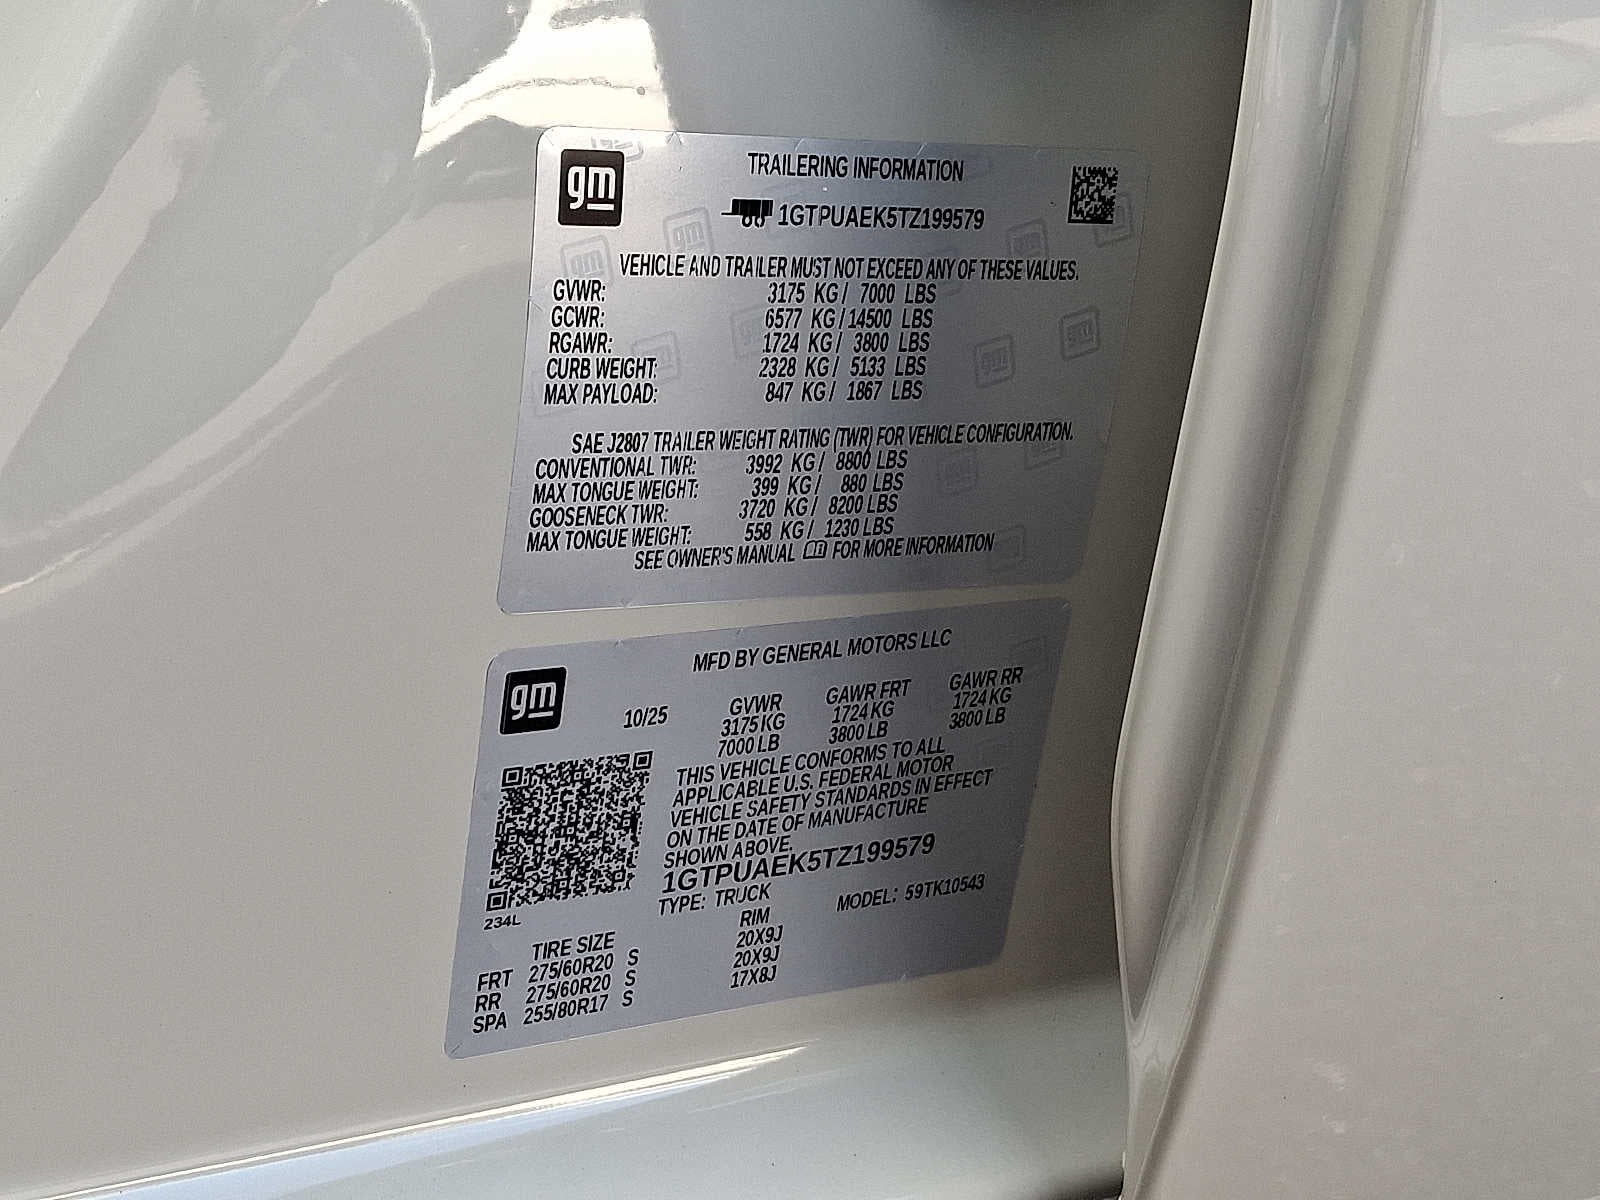 gm
TRAILERING INFORMATION
1GTPUAEK5TZ199579
VEHICLE AND TRAILER MUST NOT EXCEED ANY OF THESE VALUES.
GVWR: 3175 KG / 7000 LBS
GCWR: 6577 KG / 14500 LBS
RGAWR: 1724 KG / 3800 LBS
CURB WEIGHT: 2328 KG / 5133 LBS
MAX PAYLOAD: 847 KG / 1867 LBS
SAE J2807 TRAILER WEIGHT RATING (TWR) FOR VEHICLE CONFIGURATION.
CONVENTIONAL TWR: 3992 KG / 8800 LBS
MAX TONGUE WEIGHT: 399 KG / 880 LBS
GOOSENECK TWR: 3720 KG / 8200 LBS
MAX TONGUE WEIGHT: 558 KG / 1230 LBS
SEE OWNER'S MANUAL FOR MORE INFORMATION
gm
MFD BY GENERAL MOTORS LLC
10/25 GVWR GAWR FRT GAWR RR
3175 KG 1724 KG 1724 KG
7000 LB 3800 LB 3800 LB
THIS VEHICLE CONFORMS TO ALL
APPLICABLE U.S. FEDERAL MOTOR
VEHICLE SAFETY STANDARDS IN EFFECT
ON THE DATE OF MANUFACTURE
SHOWN ABOVE.
1GTPUAEK5TZ199579
TYPE: TRUCK MODEL: 59TK10543
234L
TIRE SIZE RIM
FRT 275/60R20 S 20X9J
RR 275/60R20 S 20X9J
SPA 255/80R17 S 17X8J